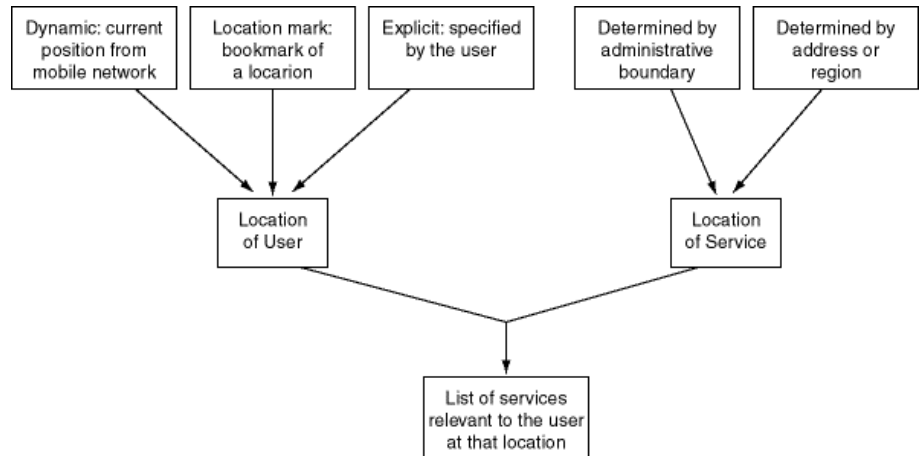 Dynamic: current
position from
mobile network
Location mark:
bookmark of
a locarion
Explicit: specified
by the user
Determined by
administrative
boundary
Determined by
address or
region
Location
of User
Location
of Service
List of services
relevant to the user
at that location